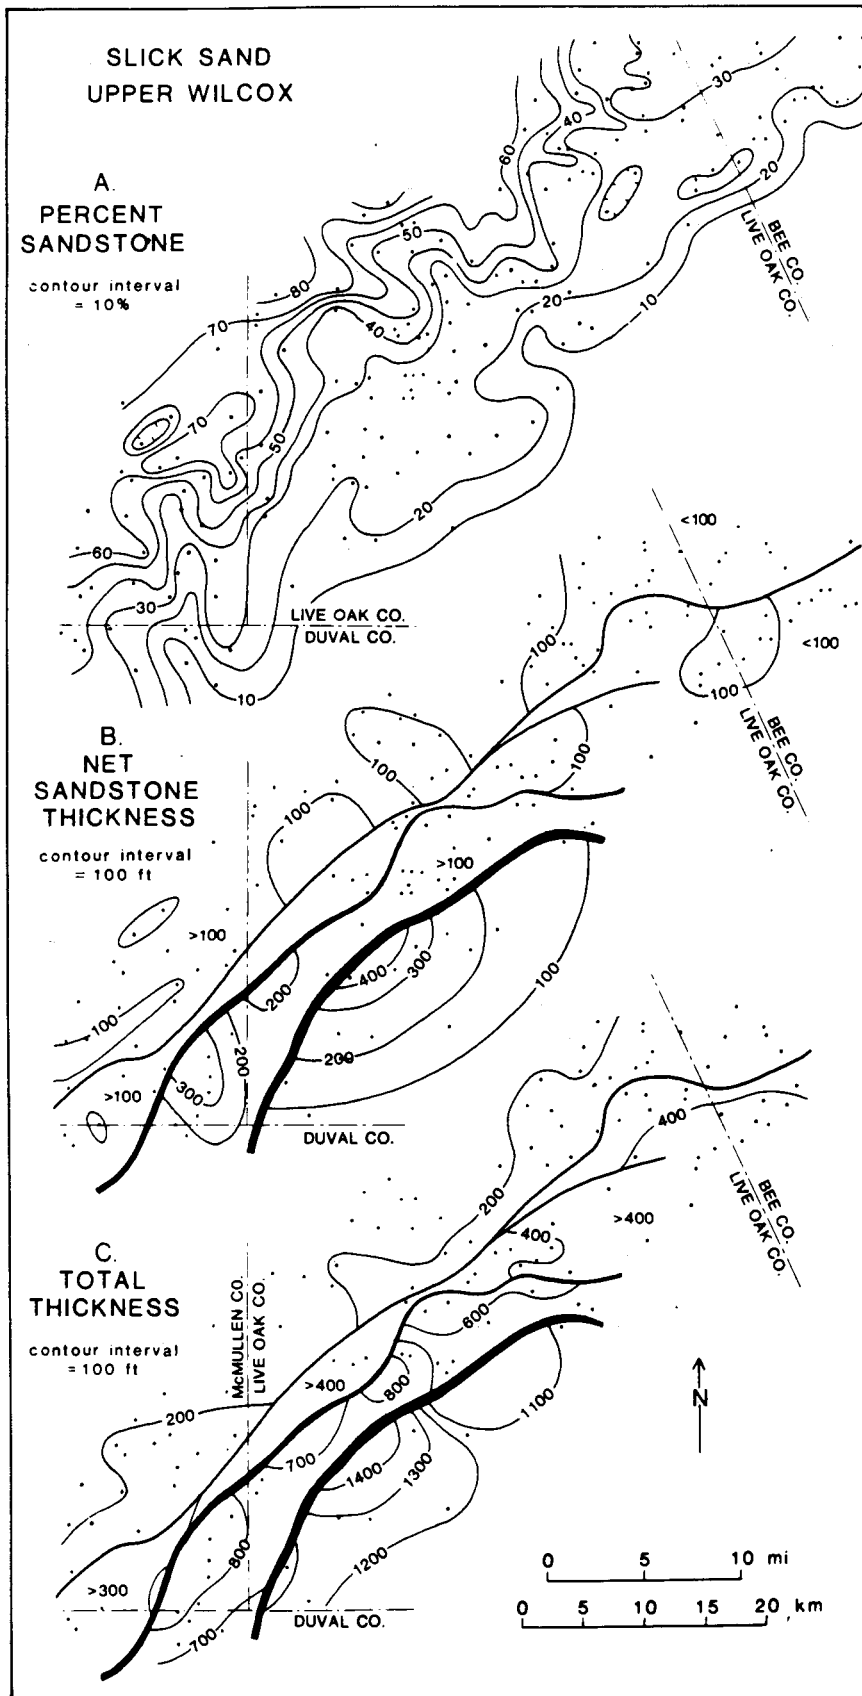 SLICK SAND
UPPER WILCOX
A.
PERCENT
SANDSTONE
contour interval
= 10%
30
40
60
20
50
80
BEE CO.
LIVE OAK CO.
20
10
70
40
70
50
20
60
30
LIVE OAK CO.
DUVAL CO.
10
B.
NET
SANDSTONE
THICKNESS
contour interval
= 100 ft
<100
<100
100
100
BEE CO.
LIVE OAK CO.
100
100
100
>100
>100
400
300
200
100
100
200
200
300
>100
DUVAL CO.
C.
TOTAL
THICKNESS
contour interval
= 100 ft
McMULLEN CO.
LIVE OAK CO.
400
200
BEE CO.
LIVE OAK CO.
400
>400
600
>400
800
1100
200
700
1400
1300
800
1200
>300
700
DUVAL CO.
N
0 5 10 mi
0 5 10 15 20 km